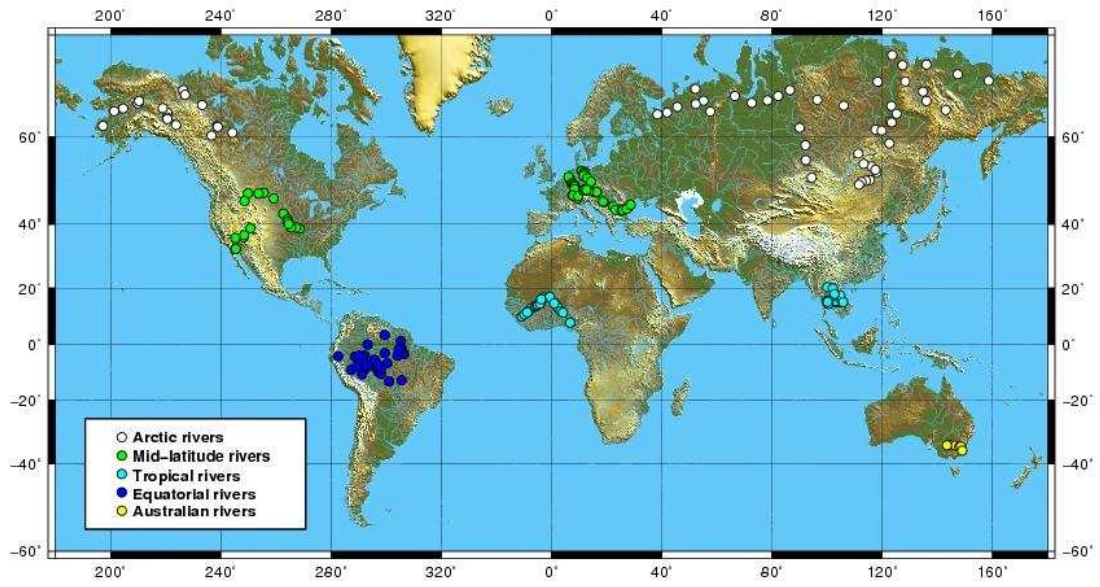 200° 240° 280° 320° 0° 40° 80° 120° 160°
60° 60°
40° 40°
20° 20°
0° 0°
−20° −20°
−40° −40°
−60° −60°
Arctic rivers
Mid−latitude rivers
Tropical rivers
Equatorial rivers
Australian rivers
200° 240° 280° 320° 0° 40° 80° 120° 160°